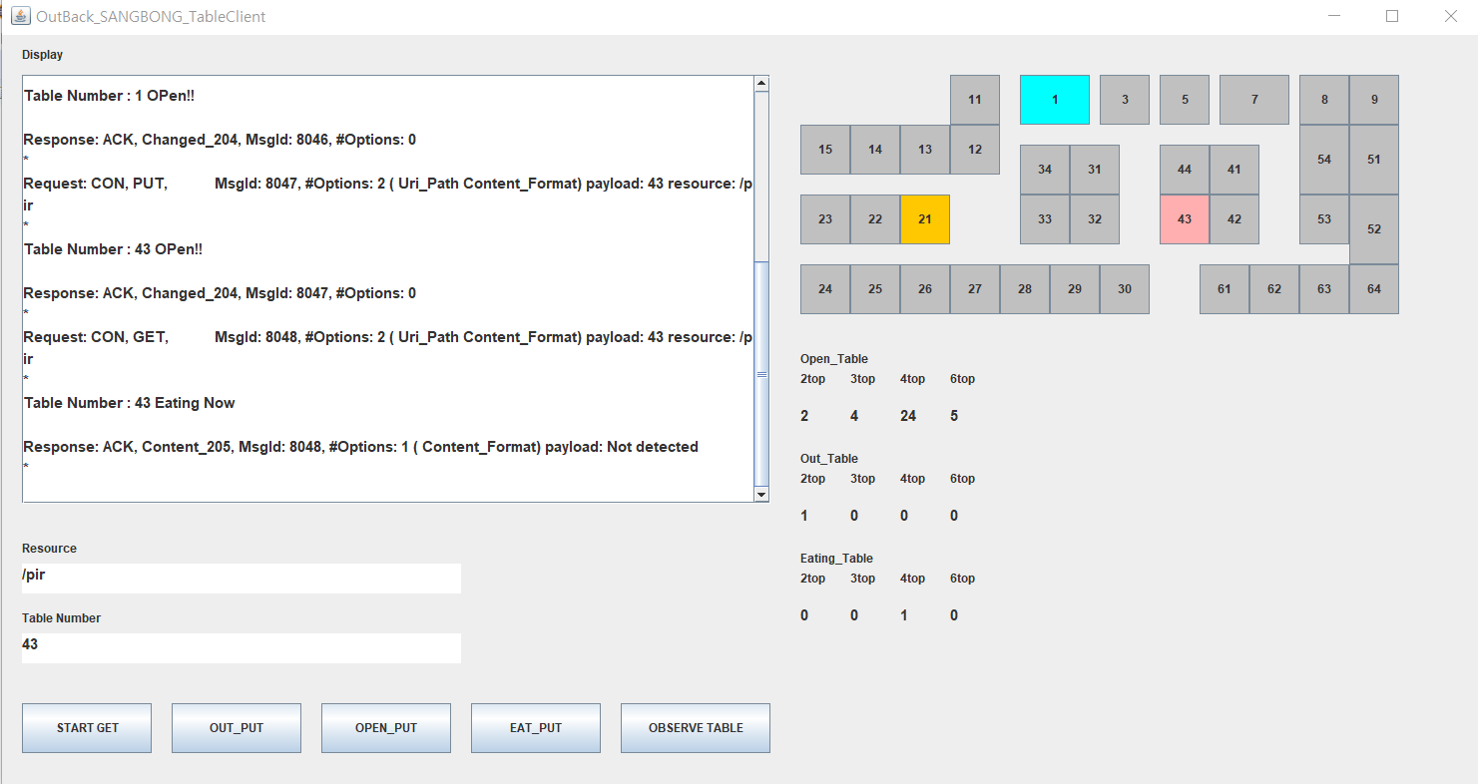 OutBack_SANGBONG_TableClient
Display
Table Number : 1 OPen!!
Response: ACK, Changed_204, MsgId: 8046, #Options: 0
*
Request: CON, PUT, MsgId: 8047, #Options: 2 ( Uri_Path Content_Format) payload: 43 resource: /p
ir
*
Table Number : 43 OPen!!
Response: ACK, Changed_204, MsgId: 8047, #Options: 0
*
Request: CON, GET, MsgId: 8048, #Options: 2 ( Uri_Path Content_Format) payload: 43 resource: /p
ir
*
Table Number : 43 Eating Now
Response: ACK, Content_205, MsgId: 8048, #Options: 1 ( Content_Format) payload: Not detected
*
Resource
/pir
Table Number
43
START GET OUT_PUT OPEN_PUT EAT_PUT OBSERVE TABLE
11 1 3 5 7 8 9
15 14 13 12 54 51
34 31 44 41
23 22 21 33 32 43 42 53 52
24 25 26 27 28 29 30 61 62 63 64
Open_Table
2top 3top 4top 6top
2 4 24 5
Out_Table
2top 3top 4top 6top
1 0 0 0
Eating_Table
2top 3top 4top 6top
0 0 1 0